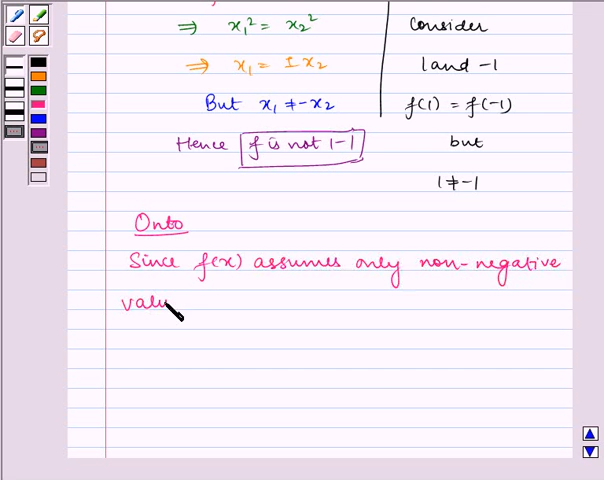 ⇒ x₁² = x₂²
⇒ x₁ = ± x₂
But x₁ ≠ -x₂
Hence f is not 1-1
consider
1 and -1
f(1) = f(-1)
but
1 ≠ -1
Onto
Since f(x) assumes only non-negative
valu